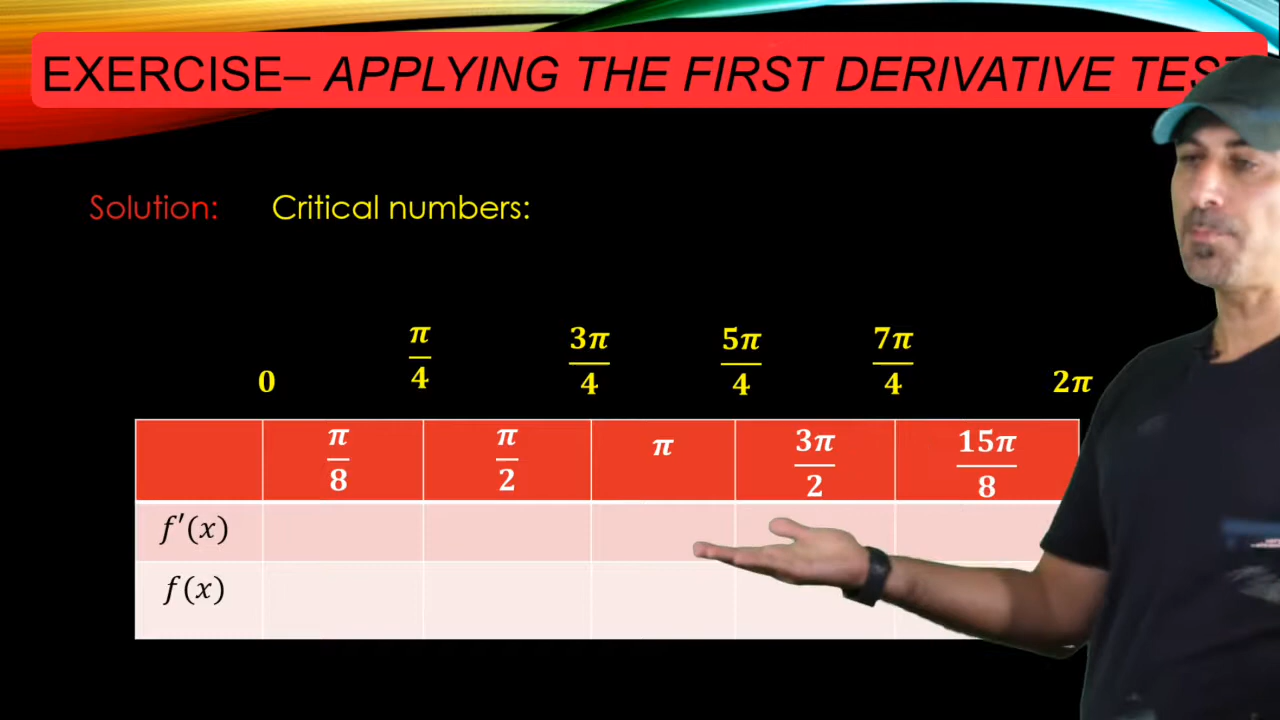 EXERCISE– APPLYING THE FIRST DERIVATIVE TES
Solution: Critical numbers:
0 π/4 3π/4 5π/4 7π/4 2π
π/8 π/2 π 3π/2 15π/8
f′(x)
f(x)